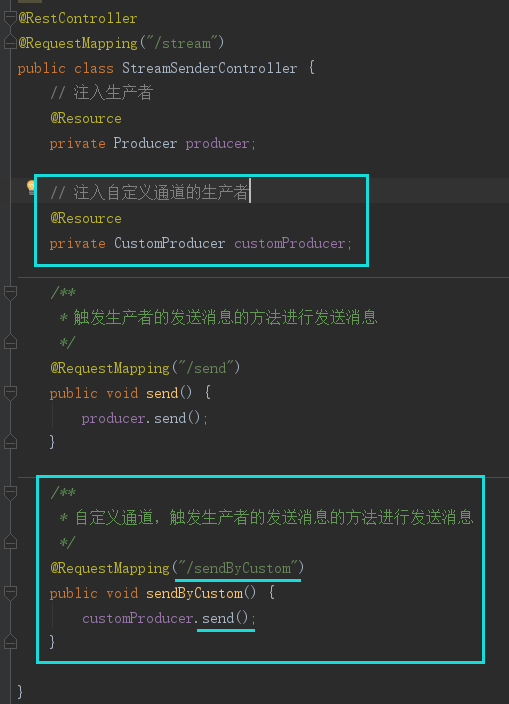 @RestController
@RequestMapping("/stream")
public class StreamSenderController {
// 注入生产者
@Resource
private Producer producer;
// 注入自定义通道的生产者
@Resource
private CustomProducer customProducer;
/**
* 触发生产者的发送消息的方法进行发送消息
*/
@RequestMapping("/send")
public void send() {
producer.send();
}
/**
* 自定义通道，触发生产者的发送消息的方法进行发送消息
*/
@RequestMapping("/sendByCustom")
public void sendByCustom() {
customProducer.send();
}
}